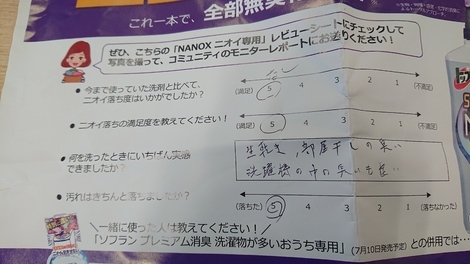 これ一本で、全部無臭
ぜひ、こちらの「NANOX ニオイ専用」レビューシートにチェックして
写真を撮って、コミュニティのモニターレポートにお送りください!
• 今まで使っていた洗剤と比べて、
ニオイ落ち度はいかがでしたか?
5 4 3 2 1
(満足) (不満足)
• ニオイ落ちの満足度を教えてください!
5 4 3 2 1
(満足) (不満足)
• 何を洗ったときにいちばん実感
できましたか?
生乾き、部屋干しの臭い
洗濯機の中の臭いも
• 汚れはきちんと落ちましたか?
5 4 3 2 1
(落ちた) (落ちなかった)
\一緒に使った人は教えてください!/
「ソフラン プレミアム消臭 洗濯物が多いおうち専用」(7月10日発売予定)との併用では…